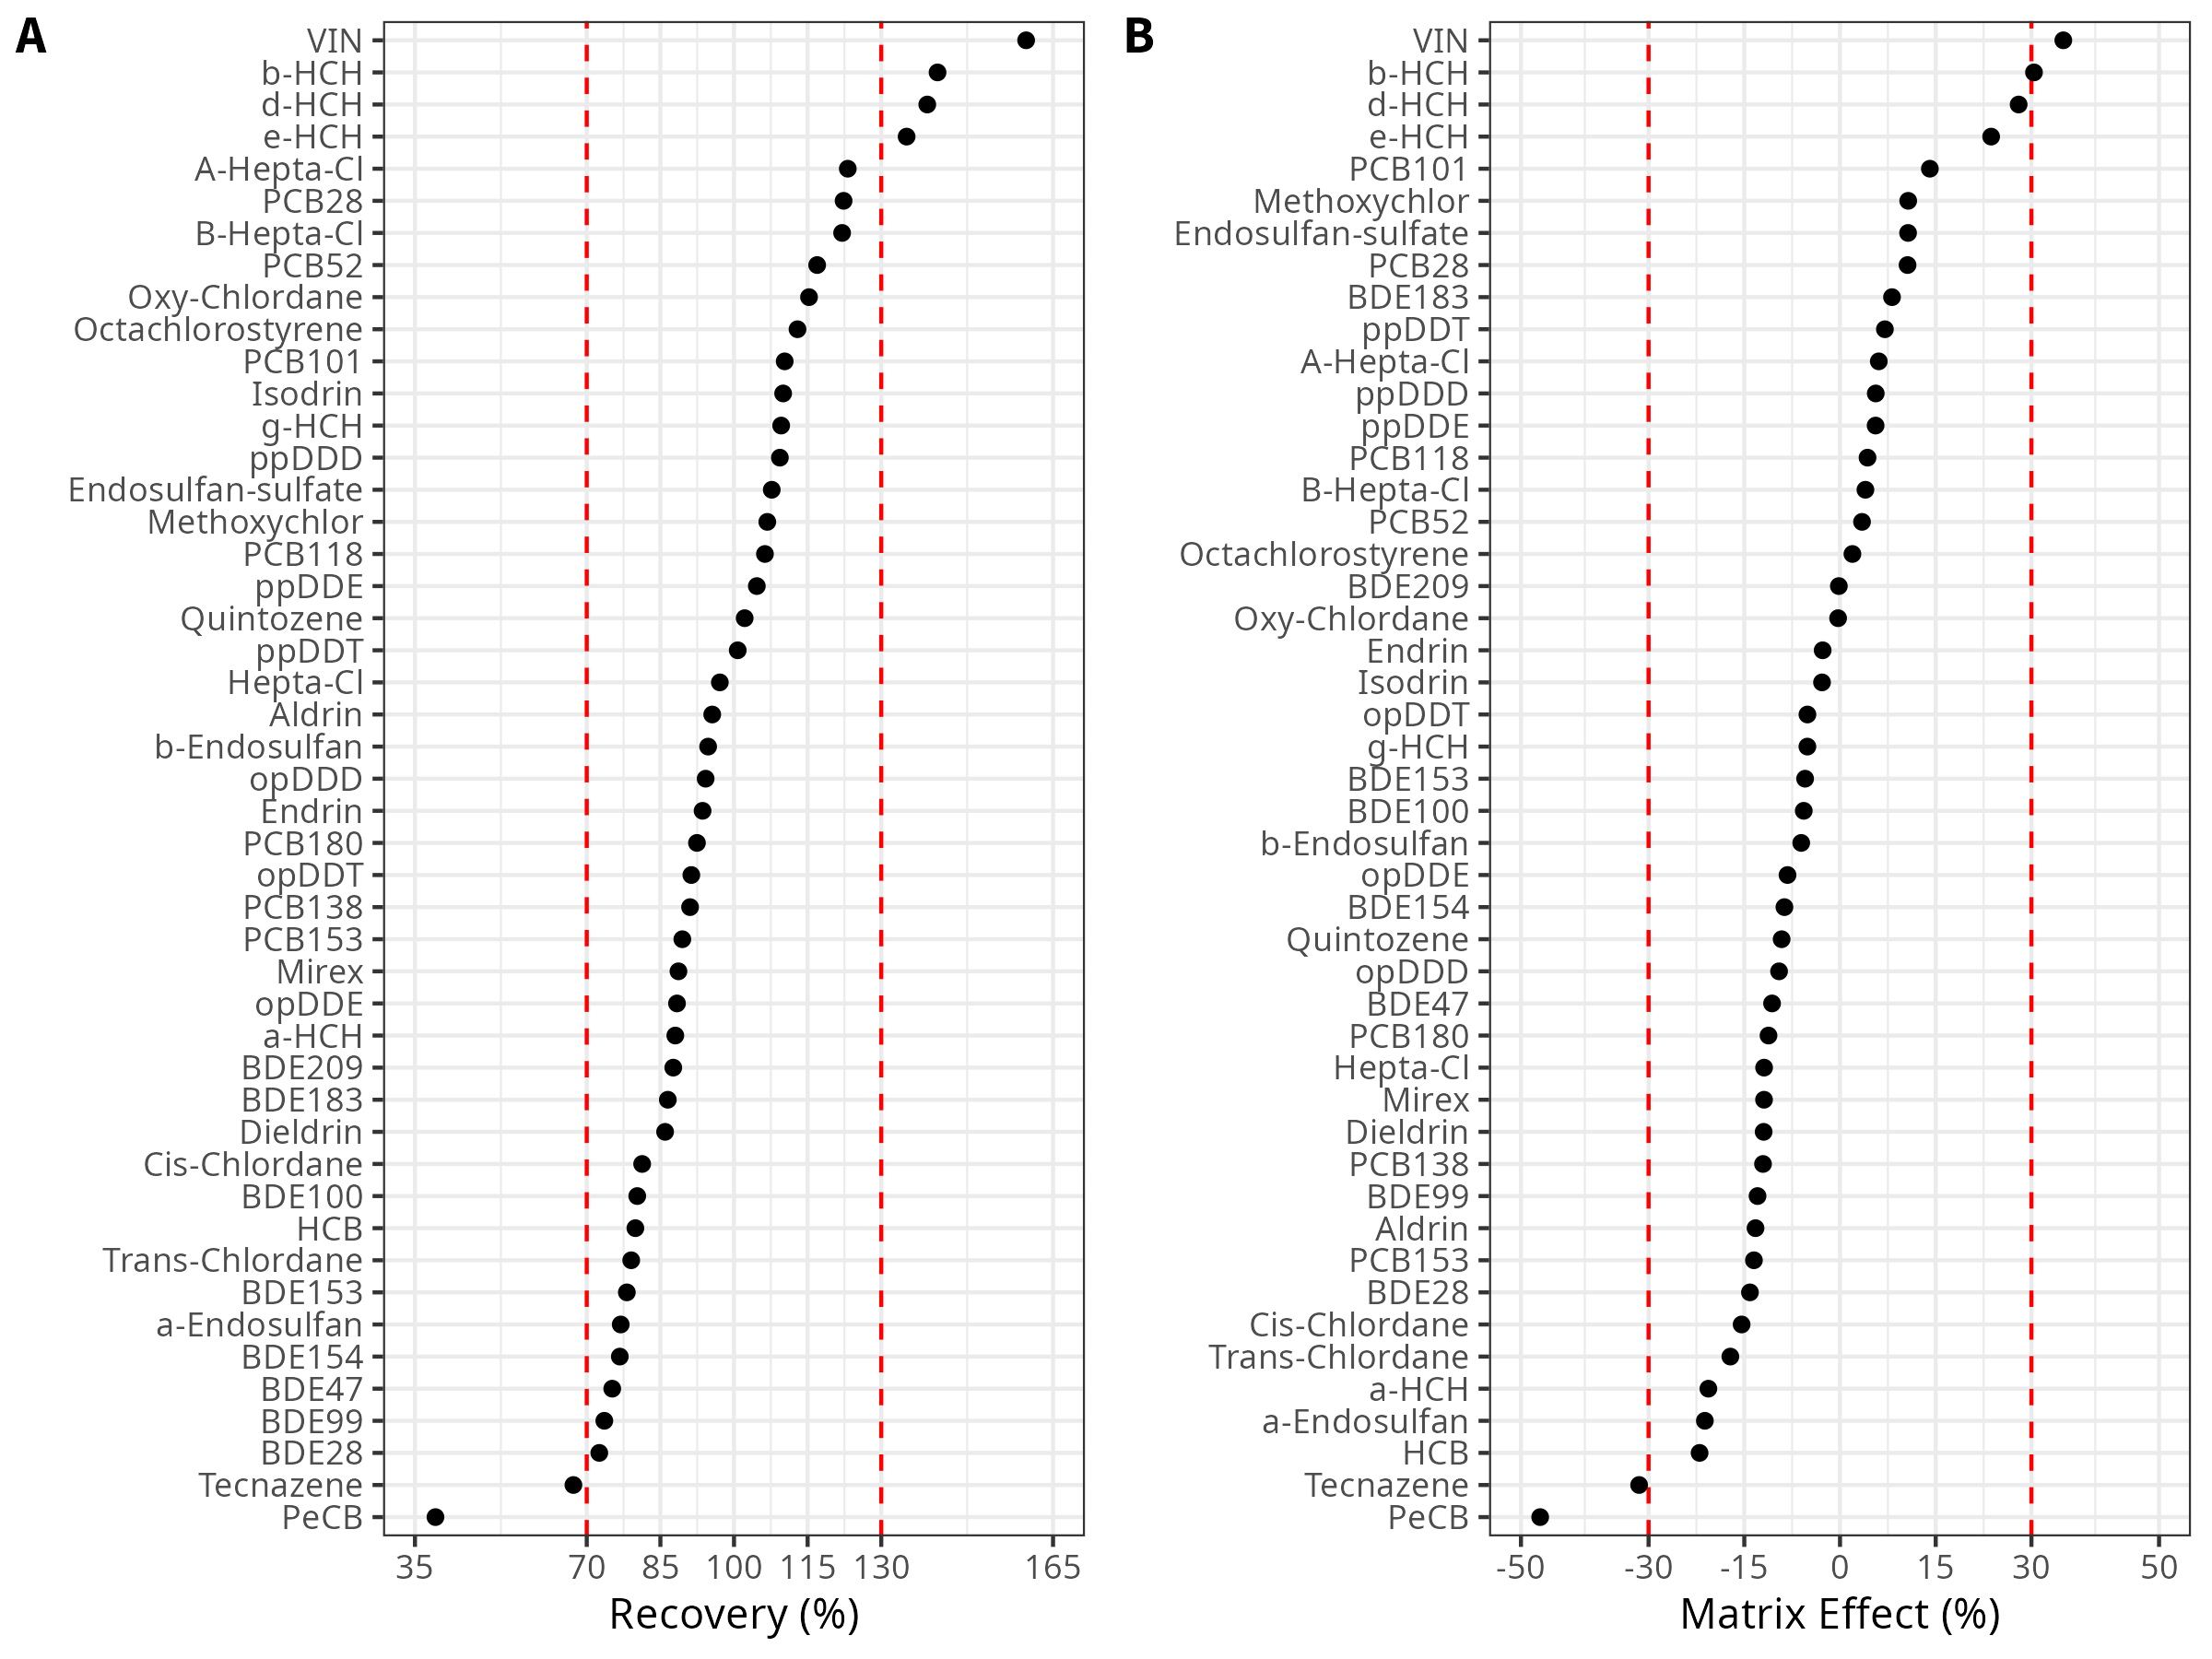 A
VIN
b-HCH
d-HCH
e-HCH
A-Hepta-Cl
PCB28
B-Hepta-Cl
PCB52
Oxy-Chlordane
Octachlorostyrene
PCB101
Isodrin
g-HCH
ppDDD
Endosulfan-sulfate
Methoxychlor
PCB118
ppDDE
Quintozene
ppDDT
Hepta-Cl
Aldrin
b-Endosulfan
opDDD
Endrin
PCB180
opDDT
PCB138
PCB153
Mirex
opDDE
a-HCH
BDE209
BDE183
Dieldrin
Cis-Chlordane
BDE100
HCB
Trans-Chlordane
BDE153
a-Endosulfan
BDE154
BDE47
BDE99
BDE28
Tecnazene
PeCB
35 70 85 100 115 130 165
Recovery (%)
B
VIN
b-HCH
d-HCH
e-HCH
PCB101
Methoxychlor
Endosulfan-sulfate
PCB28
BDE183
ppDDT
A-Hepta-Cl
ppDDD
ppDDE
PCB118
B-Hepta-Cl
PCB52
Octachlorostyrene
BDE209
Oxy-Chlordane
Endrin
Isodrin
opDDT
g-HCH
BDE153
BDE100
b-Endosulfan
opDDE
BDE154
Quintozene
opDDD
BDE47
PCB180
Hepta-Cl
Mirex
Dieldrin
PCB138
BDE99
Aldrin
PCB153
BDE28
Cis-Chlordane
Trans-Chlordane
a-HCH
a-Endosulfan
HCB
Tecnazene
PeCB
-50 -30 -15 0 15 30 50
Matrix Effect (%)